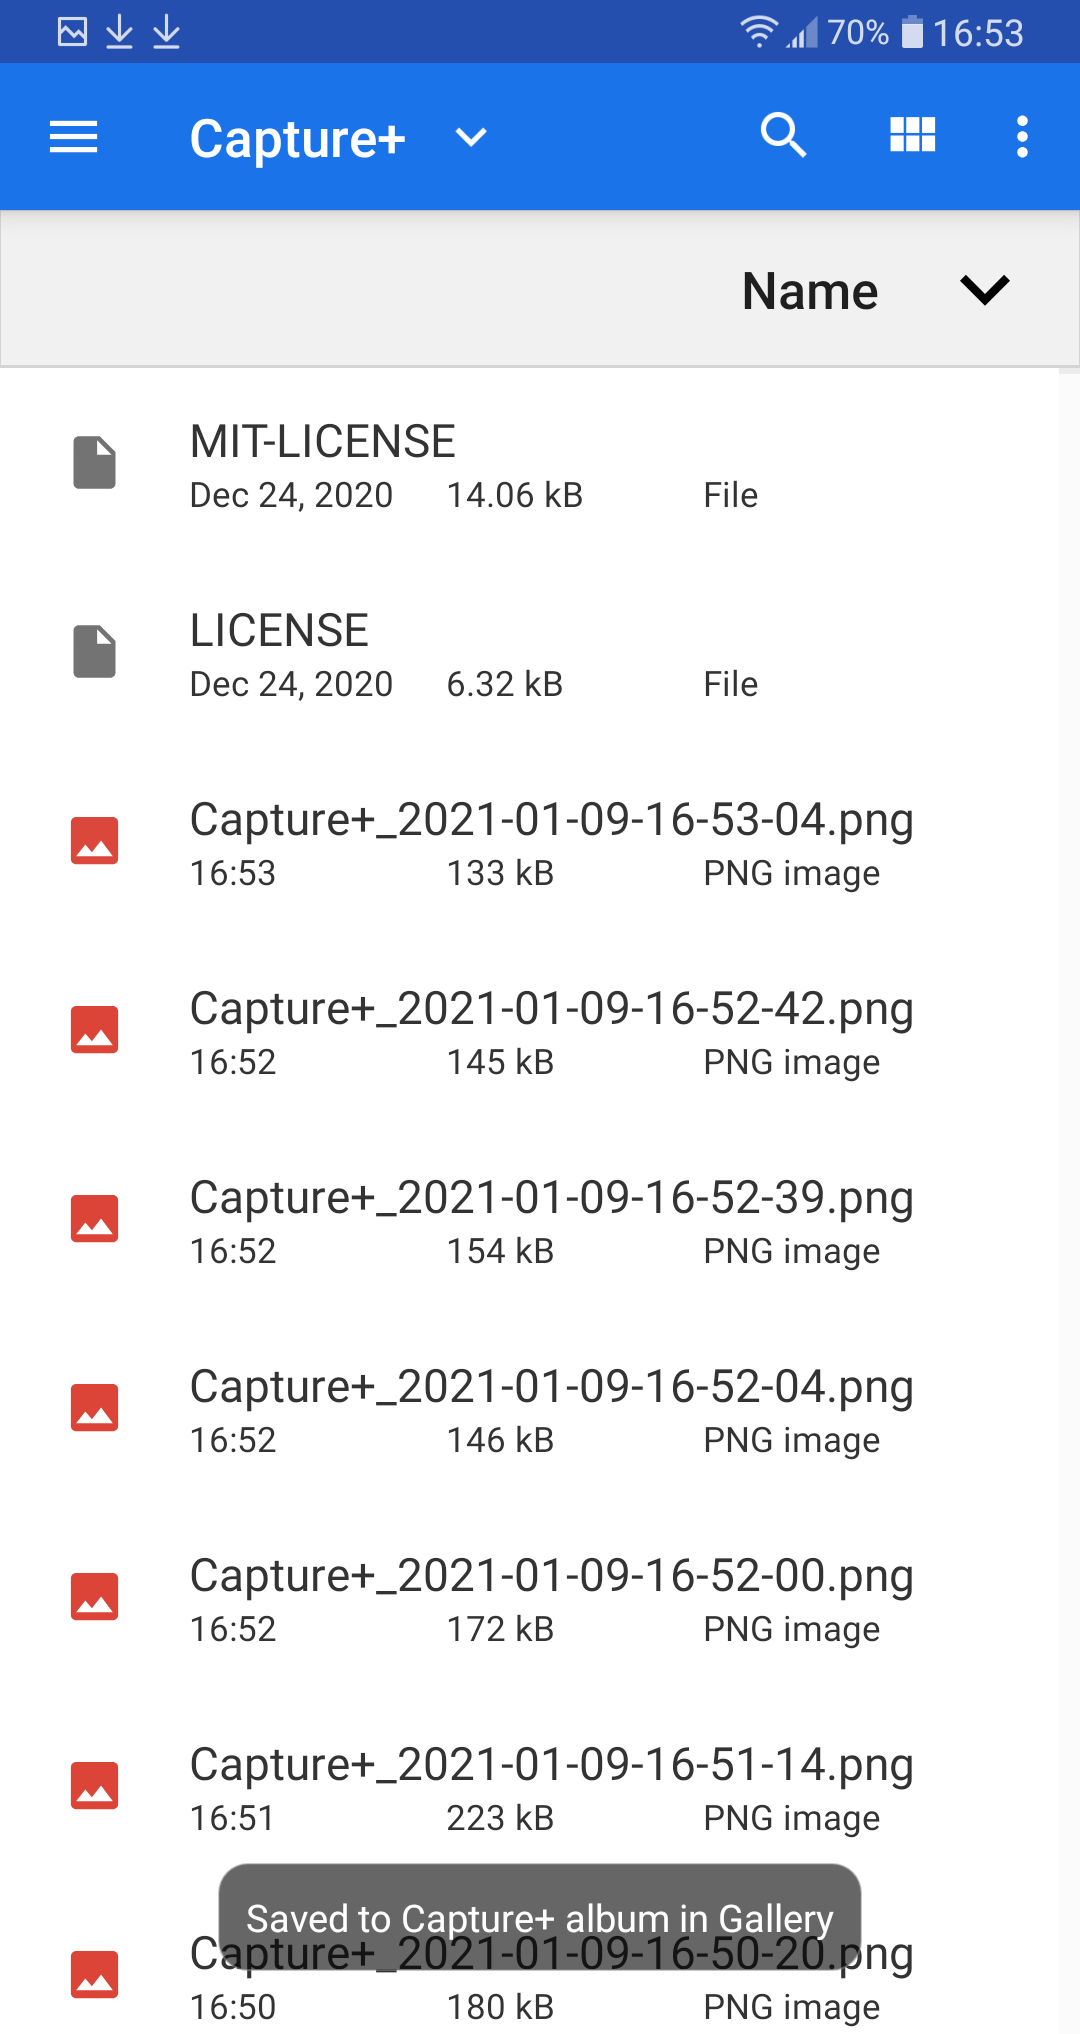 70% 16:53
Capture+
Name
MIT-LICENSE
Dec 24, 2020 14.06 kB File
LICENSE
Dec 24, 2020 6.32 kB File
Capture+_2021-01-09-16-53-04.png
16:53 133 kB PNG image
Capture+_2021-01-09-16-52-42.png
16:52 145 kB PNG image
Capture+_2021-01-09-16-52-39.png
16:52 154 kB PNG image
Capture+_2021-01-09-16-52-04.png
16:52 146 kB PNG image
Capture+_2021-01-09-16-52-00.png
16:52 172 kB PNG image
Capture+_2021-01-09-16-51-14.png
16:51 223 kB PNG image
Saved to Capture+ album in Gallery
Capture+_2021-01-09-16-50-20.png
16:50 180 kB PNG image